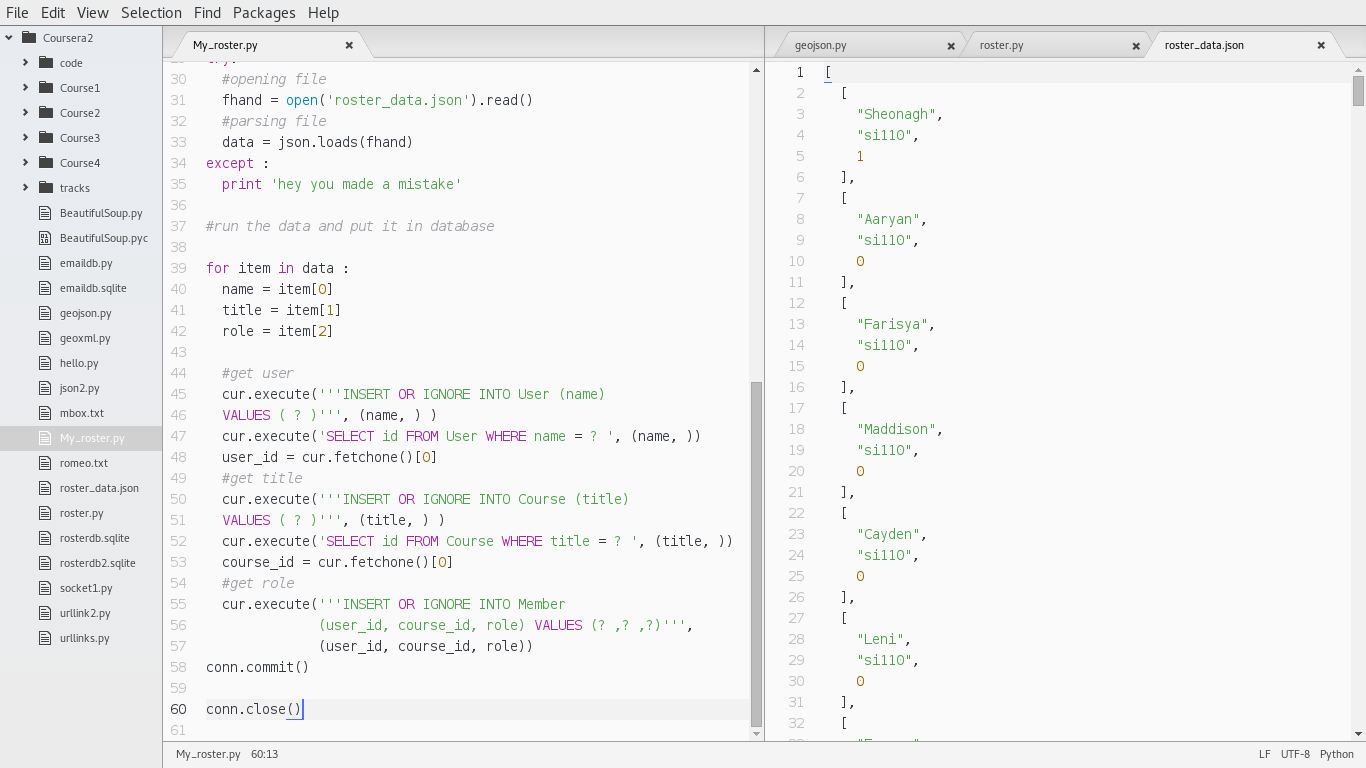 File Edit View Selection Find Packages Help
Coursera2
code
Course1
Course2
Course3
Course4
tracks
BeautifulSoup.py
BeautifulSoup.pyc
emaildb.py
emaildb.sqlite
geojson.py
geoxml.py
hello.py
json2.py
mbox.txt
My_roster.py
romeo.txt
roster_data.json
roster.py
rosterdb.sqlite
rosterdb2.sqlite
socket1.py
urllink2.py
urllinks.py
My_roster.py
30 #opening file
31 fhand = open('roster_data.json').read()
32 #parsing file
33 data = json.loads(fhand)
34 except :
35 print 'hey you made a mistake'
36
37 #run the data and put it in database
38
39 for item in data :
40 name = item[0]
41 title = item[1]
42 role = item[2]
43
44 #get user
45 cur.execute('''INSERT OR IGNORE INTO User (name)
46 VALUES ( ? )''', (name, ) )
47 cur.execute('SELECT id FROM User WHERE name = ? ', (name, ))
48 user_id = cur.fetchone()[0]
49 #get title
50 cur.execute('''INSERT OR IGNORE INTO Course (title)
51 VALUES ( ? )''', (title, ) )
52 cur.execute('SELECT id FROM Course WHERE title = ? ', (title, ))
53 course_id = cur.fetchone()[0]
54 #get role
55 cur.execute('''INSERT OR IGNORE INTO Member
56 (user_id, course_id, role) VALUES (? ,? ,?)''',
57 (user_id, course_id, role))
58 conn.commit()
59
60 conn.close()
61
geojson.py roster.py roster_data.json
1 [
2 [
3 "Sheonagh",
4 "si110",
5 1
6 ],
7 [
8 "Aaryan",
9 "si110",
10 0
11 ],
12 [
13 "Farisya",
14 "si110",
15 0
16 ],
17 [
18 "Maddison",
19 "si110",
20 0
21 ],
22 [
23 "Cayden",
24 "si110",
25 0
26 ],
27 [
28 "Leni",
29 "si110",
30 0
31 ],
32 [
My_roster.py 60:13
LF UTF-8 Python